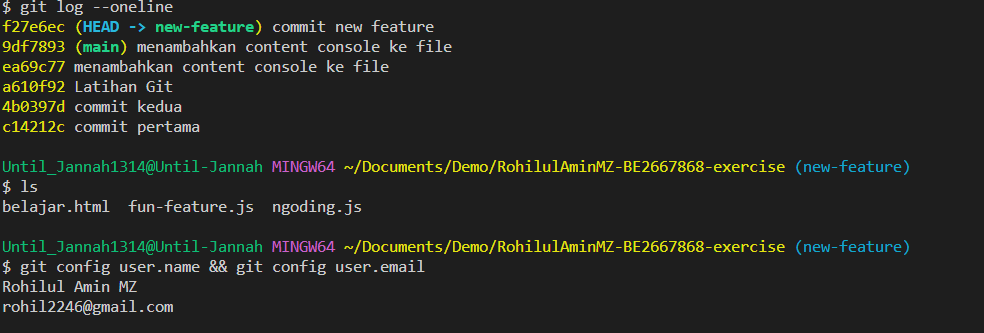 $ git log --oneline
f27e6ec (HEAD -> new-feature) commit new feature
9df7893 (main) menambahkan content console ke file
ea69c77 menambahkan content console ke file
a610f92 Latihan Git
4b0397d commit kedua
c14212c commit pertama
Until_Jannah1314@Until-Jannah MINGW64 ~/Documents/Demo/RohilulAminMZ-BE2667868-exercise (new-feature)
$ ls
belajar.html  fun-feature.js  ngoding.js
Until_Jannah1314@Until-Jannah MINGW64 ~/Documents/Demo/RohilulAminMZ-BE2667868-exercise (new-feature)
$ git config user.name && git config user.email
Rohilul Amin MZ
rohil2246@gmail.com